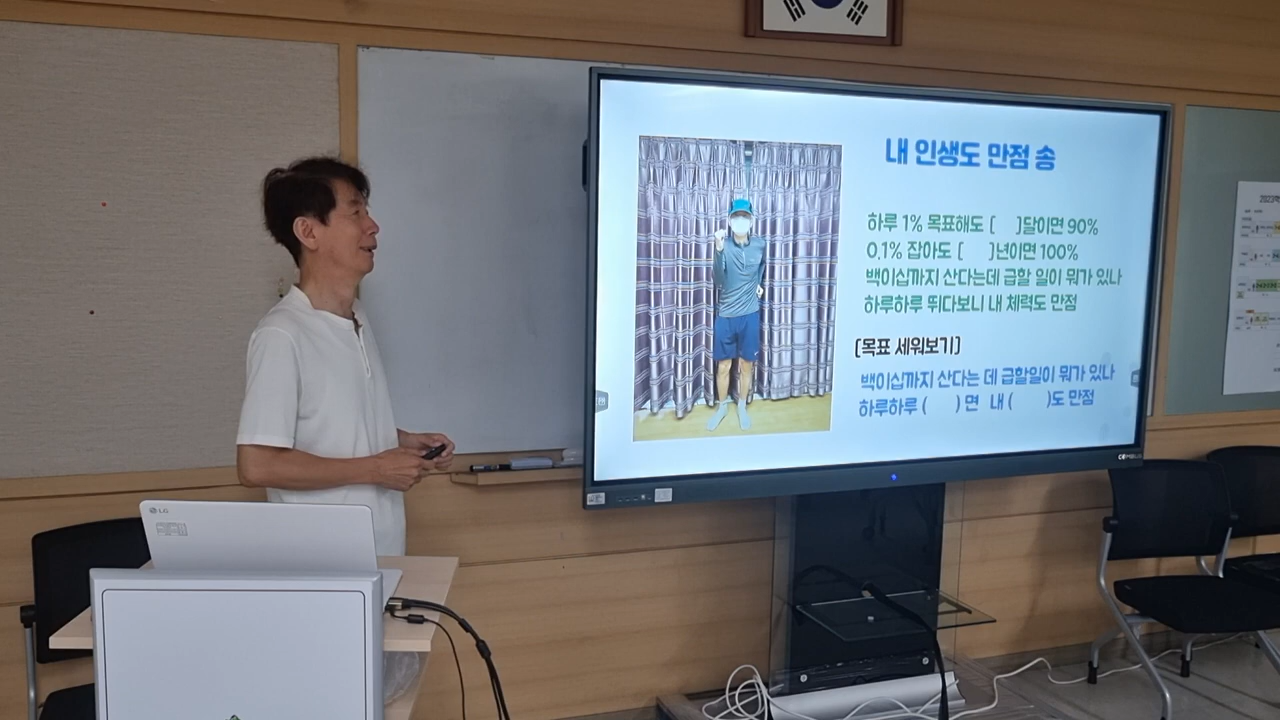 내 인생도 만점 송
하루 1% 목표해도 [ ]달이면 90%
0.1% 잡아도 [ ]년이면 100%
백이십까지 산다는데 급할 일이 뭐가 있나
하루하루 뛰다보니 내 체력도 만점
[목표 세워보기]
백이십까지 산다는 데 급할일이 뭐가 있나
하루하루 ( ) 면 내 ( )도 만점
LG